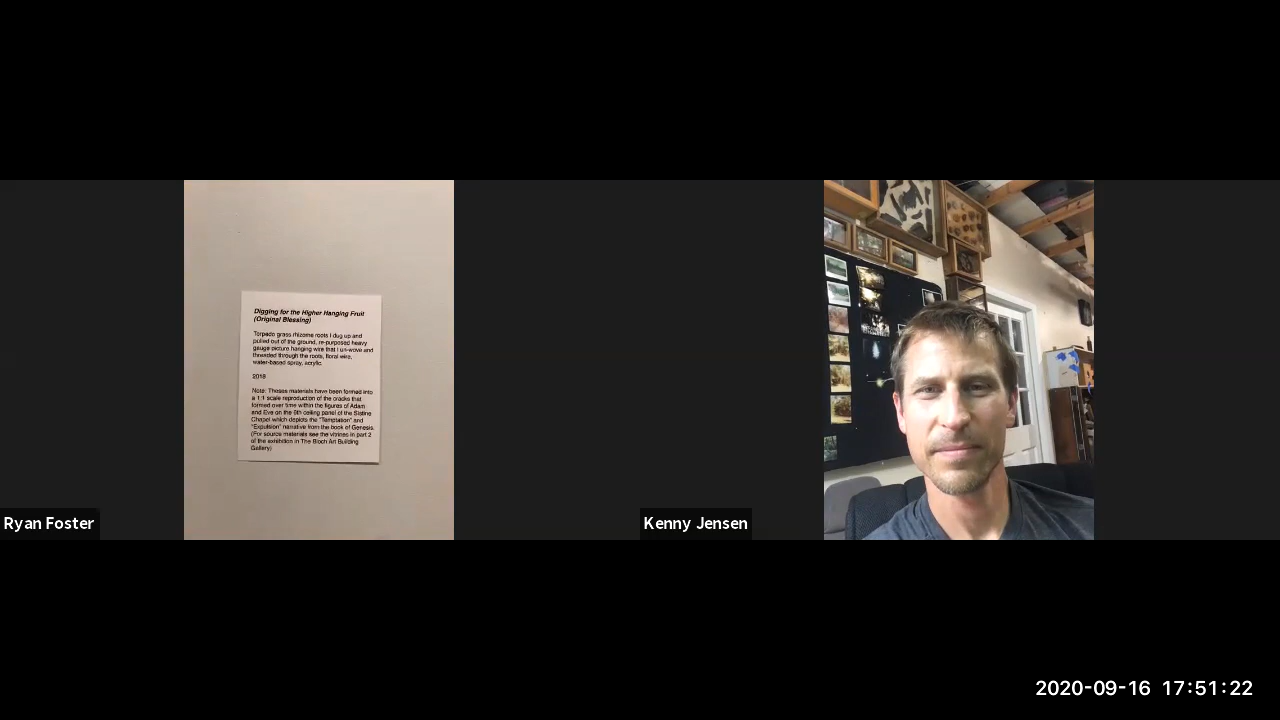 Digging for the Higher Hanging Fruit
(Original Blessing)
Torpedo grass rhizome roots I dug up and
pulled out of the ground, re-purposed heavy
gauge picture hanging wire that I un-wove and
threaded through the roots, floral wire,
water-based spray, acrylic.
2018
Note: Theses materials have been formed into
a 1:1 scale reproduction of the cracks that
formed over time within the figures of Adam
and Eve on the 6th ceiling panel of the Sistine
Chapel which depicts the "Temptation" and
"Expulsion" narrative from the book of Genesis.
(For source materials see the vitrines in part 2
of the exhibition in The Bloch Art Building
Gallery)
Ryan Foster
Kenny Jensen
2020-09-16 17:51:22